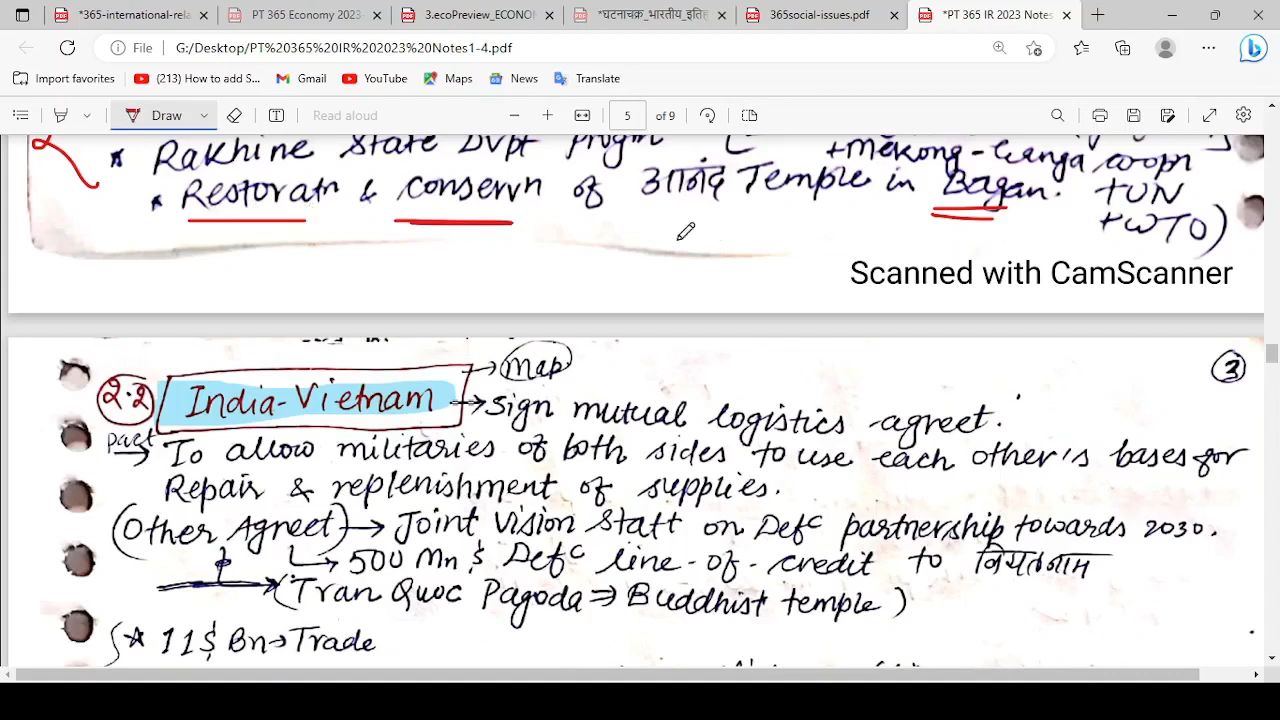 *365-international-rela
PT 365 Economy 2023-
3.ecoPreview_ECONOM
*घटनाचक्र_भारतीय_इतिह
365social-issues.pdf
*PT 365 IR 2023 Notes
File
G:/Desktop/PT%20365%20IR%202023%20Notes1-4.pdf
Import favorites
(213) How to add S...
Gmail
YouTube
Maps
News
Translate
Draw
Read aloud
5
of 9
* Rakhine State Dvpt Progm
+Mekong-Ganga coopn
* Restoratn & conservn of आनंद Temple in Bagan.
+UN
+WTO)
Scanned with CamScanner
3
→ Map
2.2 India-Vietnam → Sign mutual logistics agreet.
Pact → To allow militaries of both sides to use each other's bases for
Repair & replenishment of supplies.
(Other Agreet) → Joint Vision Statt on Defc partnership towards 2030.
→ 500 Mn $ Defc line-of-credit to वियतनाम
(Tran Quoc Pagoda ⇒ Buddhist temple)
* 11$ Bn → Trade